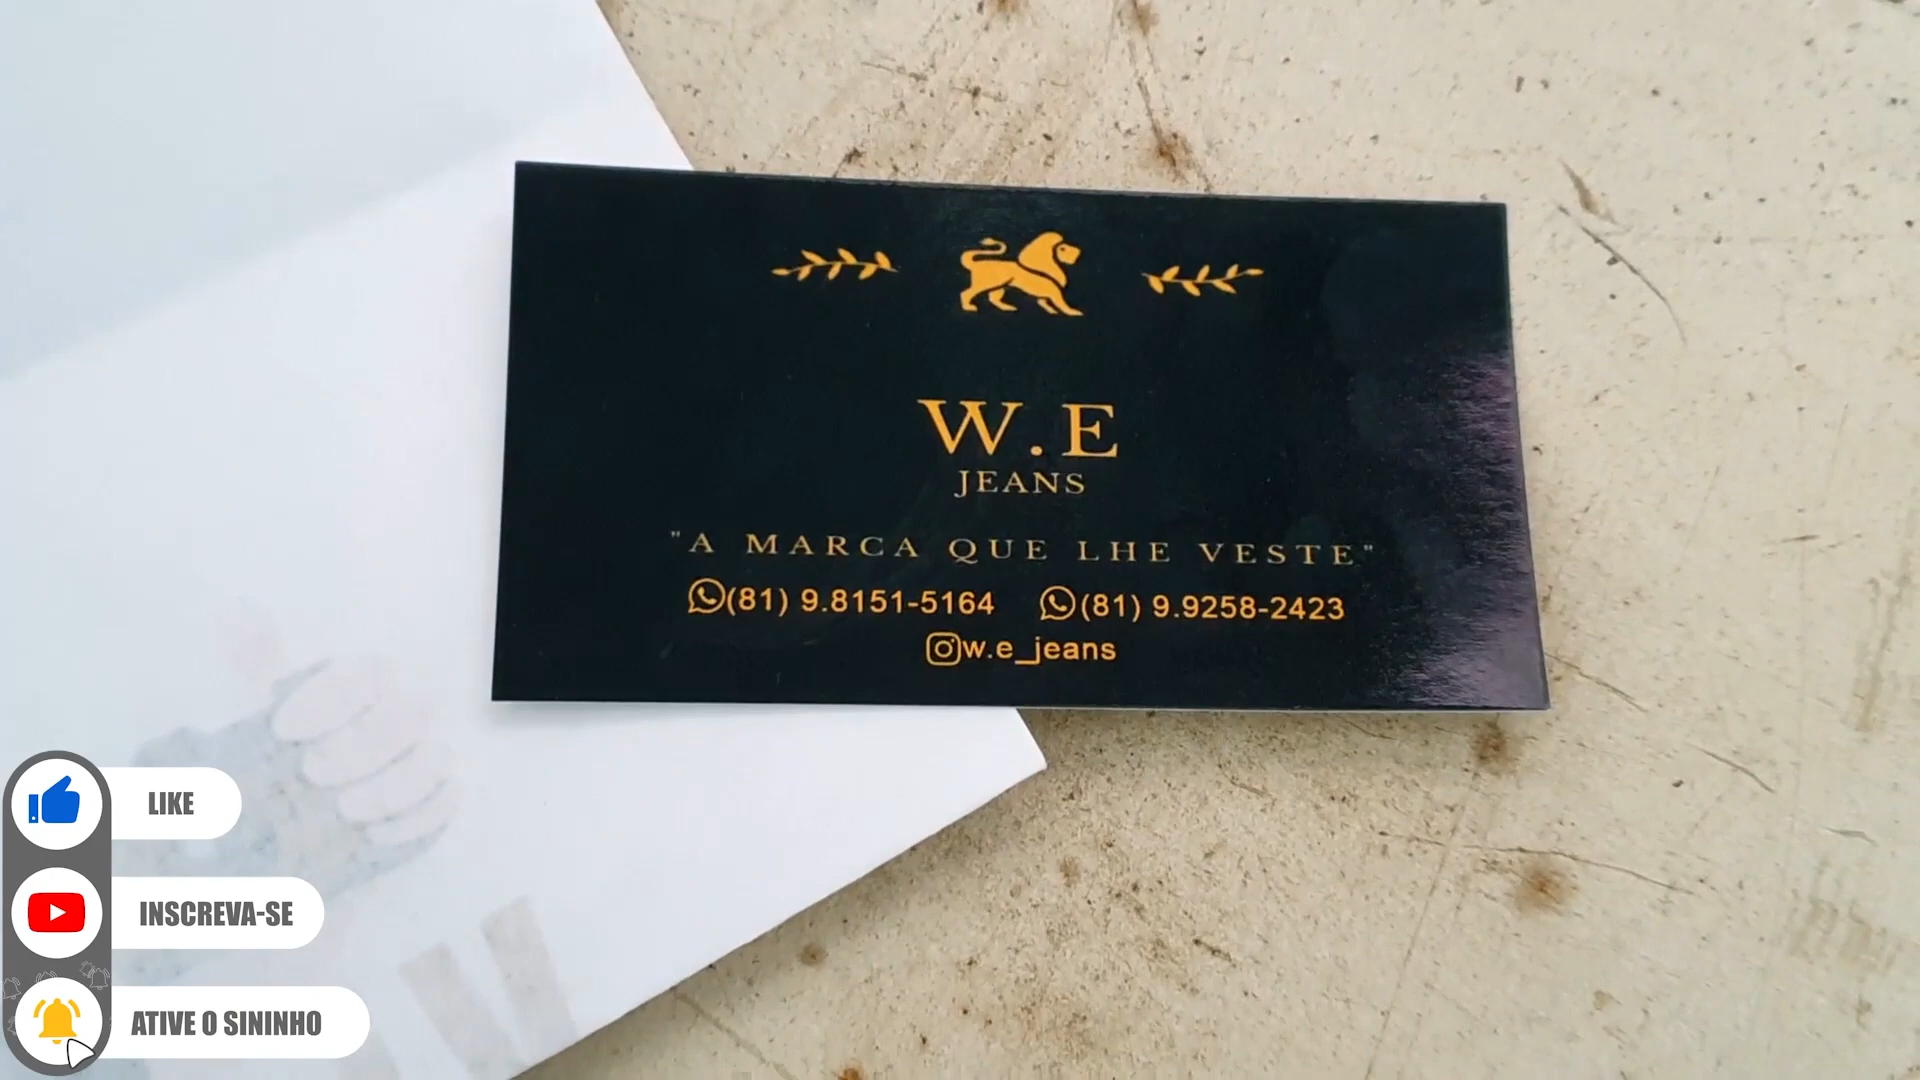 W.E
JEANS
"A MARCA QUE LHE VESTE"
(81) 9.8151-5164 (81) 9.9258-2423
w.e_jeans
LIKE
INSCREVA-SE
ATIVE O SININHO